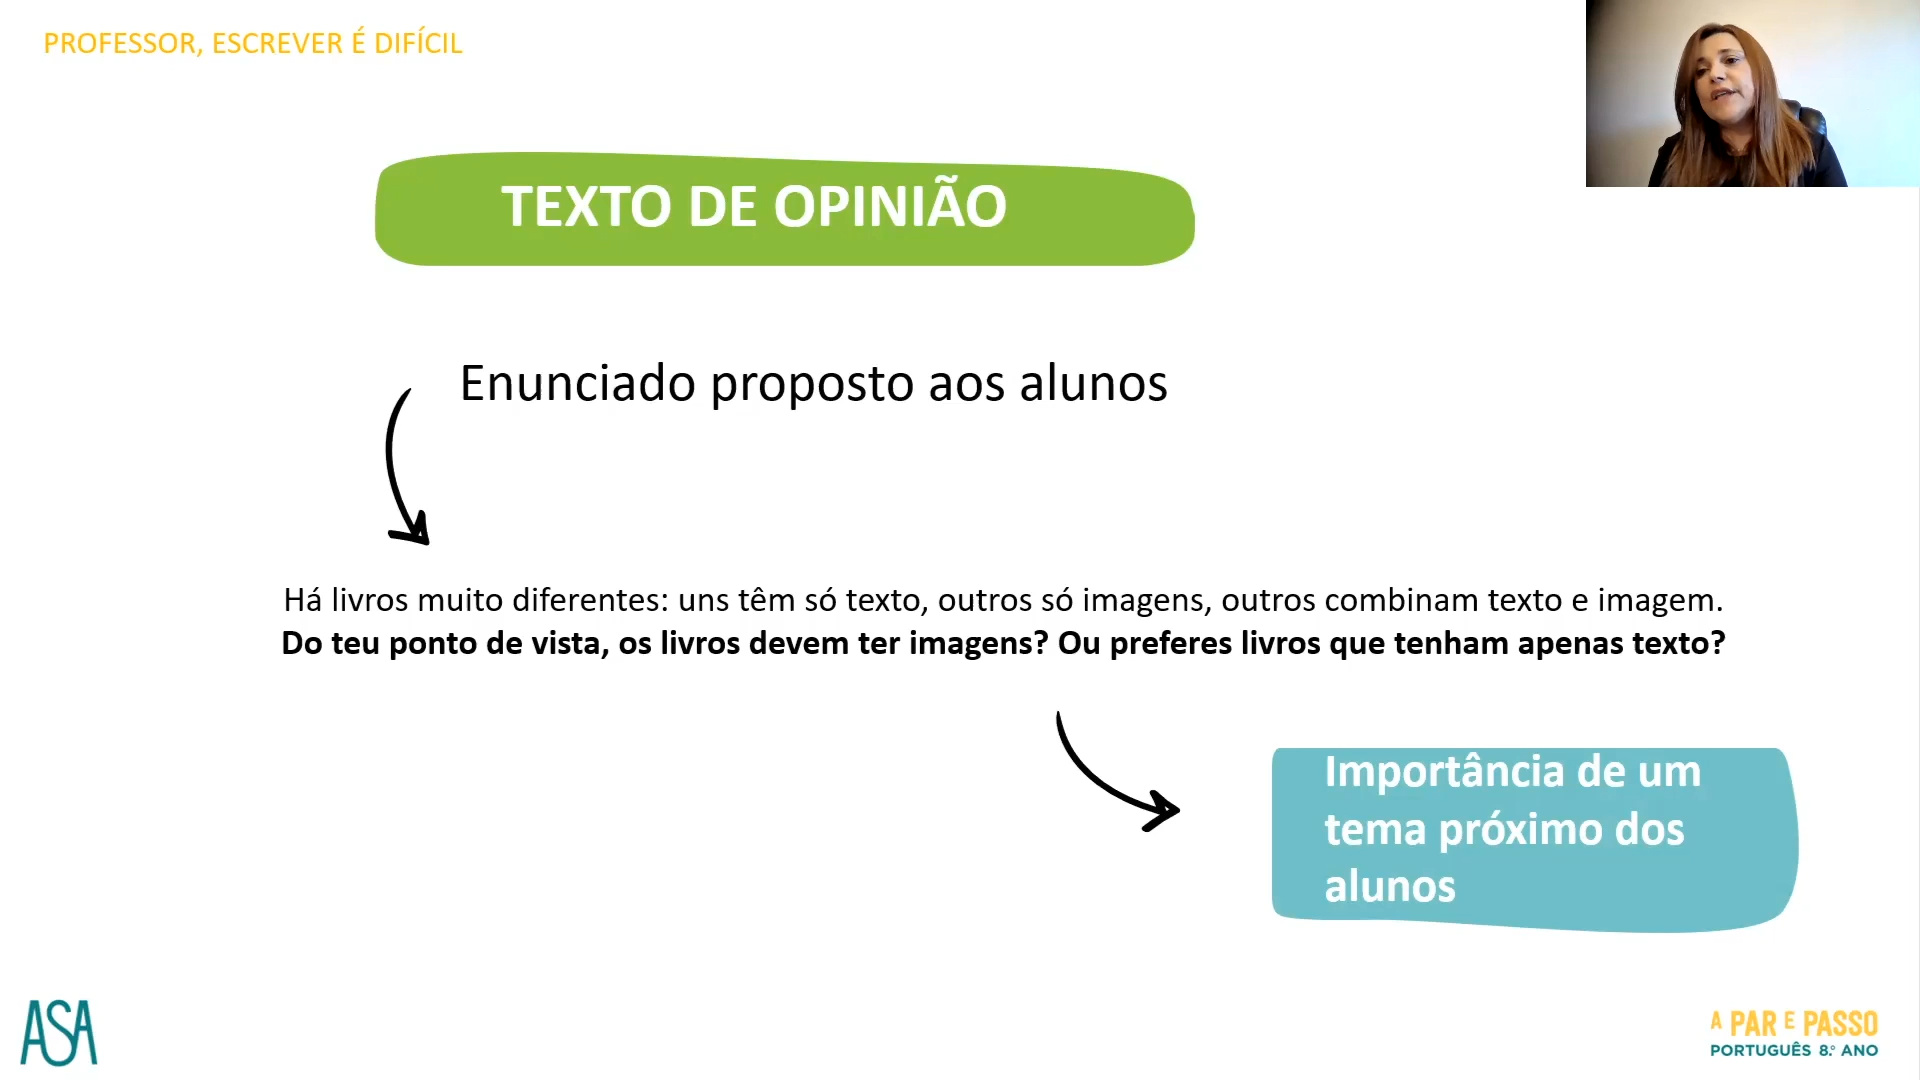 PROFESSOR, ESCREVER É DIFÍCIL
TEXTO DE OPINIÃO
Enunciado proposto aos alunos
Há livros muito diferentes: uns têm só texto, outros só imagens, outros combinam texto e imagem.
Do teu ponto de vista, os livros devem ter imagens? Ou preferes livros que tenham apenas texto?
Importância de um
tema próximo dos
alunos
ASA
A PAR E PASSO
PORTUGUÊS 8.º ANO